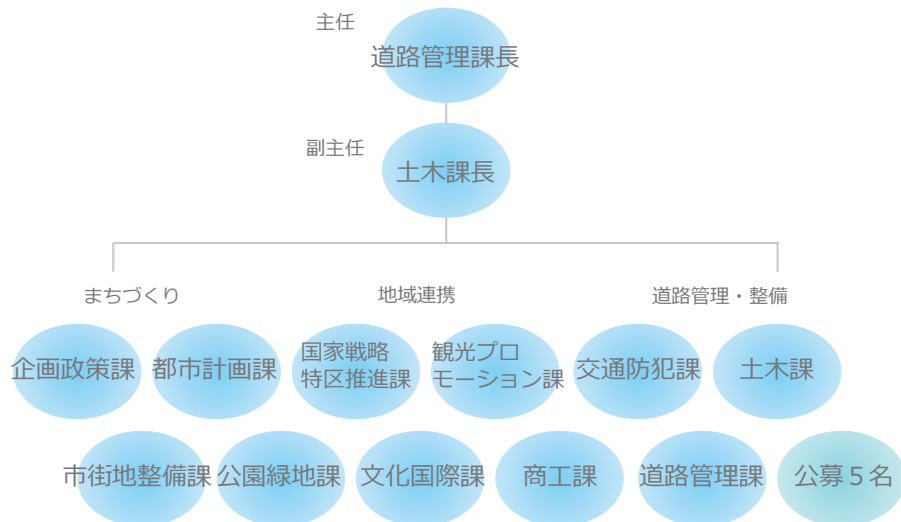 主任
道路管理課長
副主任
土木課長
まちづくり
地域連携
道路管理・整備
企画政策課
都市計画課
国家戦略
特区推進課
観光プロ
モーション課
交通防犯課
土木課
市街地整備課
公園緑地課
文化国際課
商工課
道路管理課
公募５名